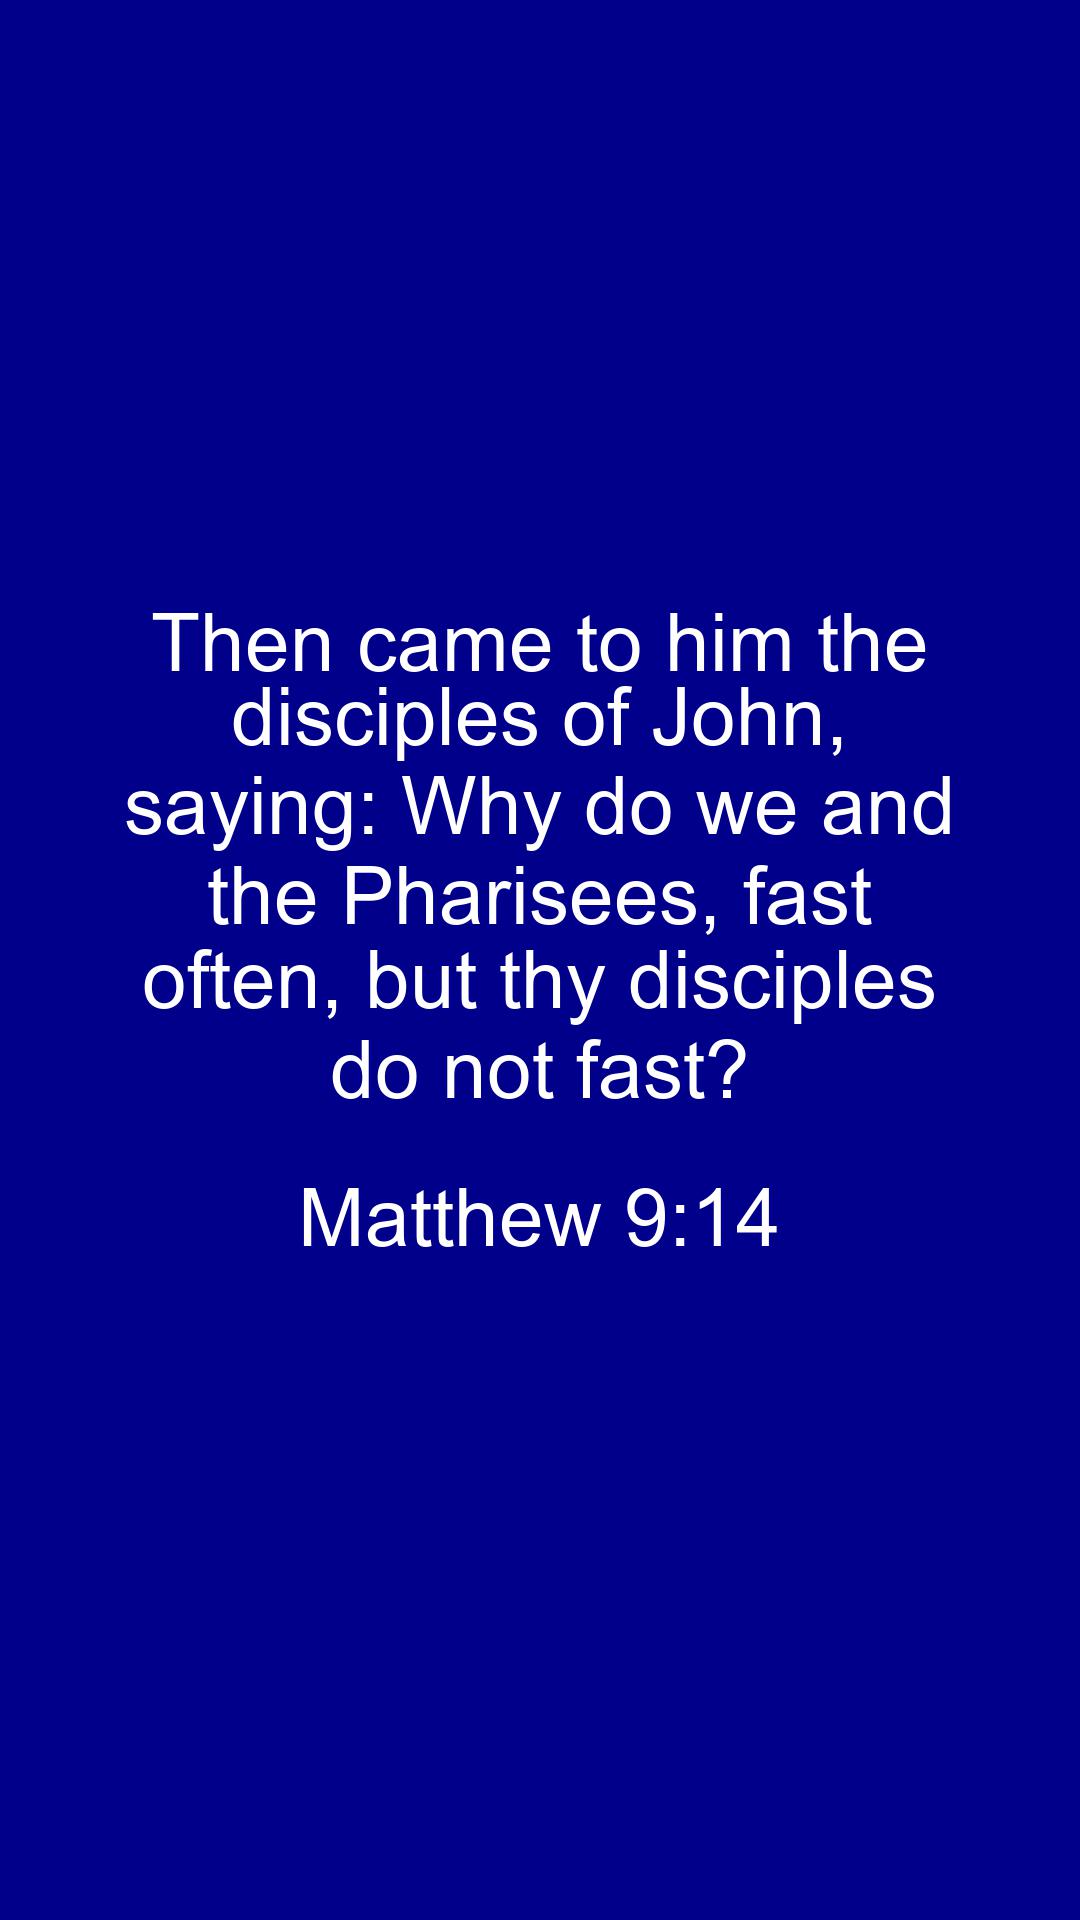 Then came to him the
disciples of John,
saying: Why do we and
the Pharisees, fast
often, but thy disciples
do not fast?
Matthew 9:14